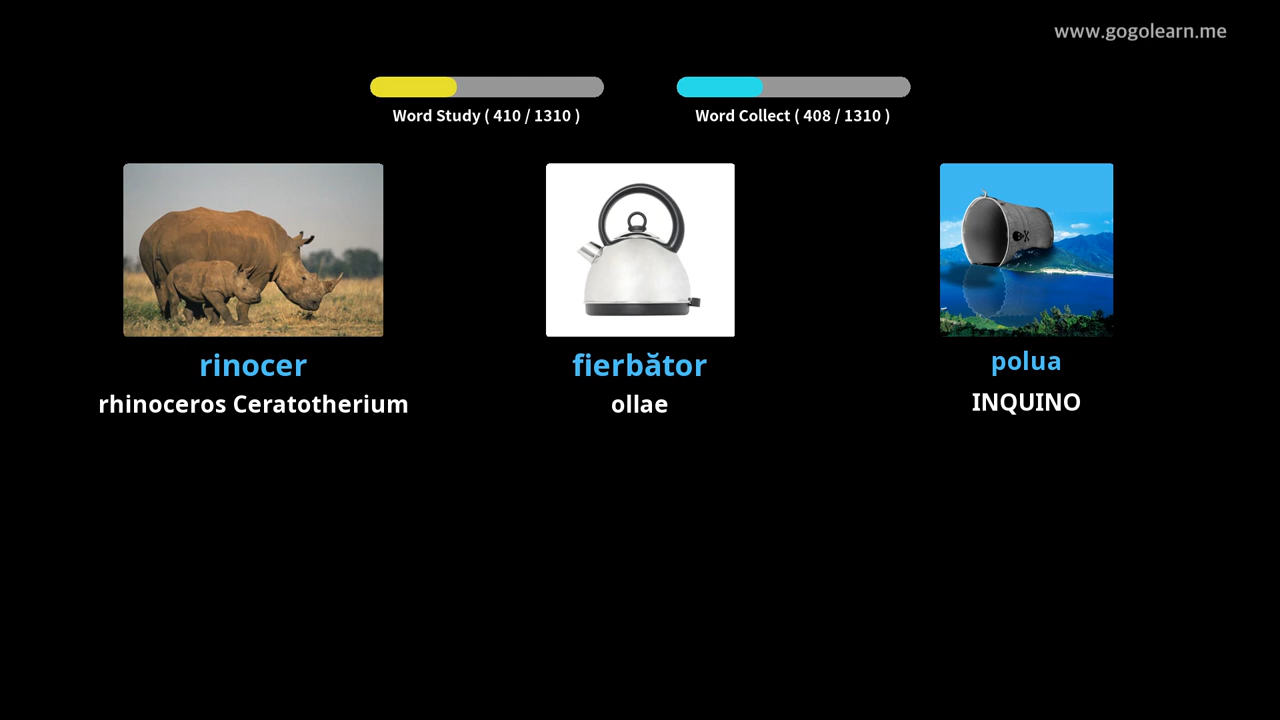 www.gogolearn.me
Word Study ( 410 / 1310 )
Word Collect ( 408 / 1310 )
rinocer
rhinoceros Ceratotherium
fierbător
ollae
polua
INQUINO